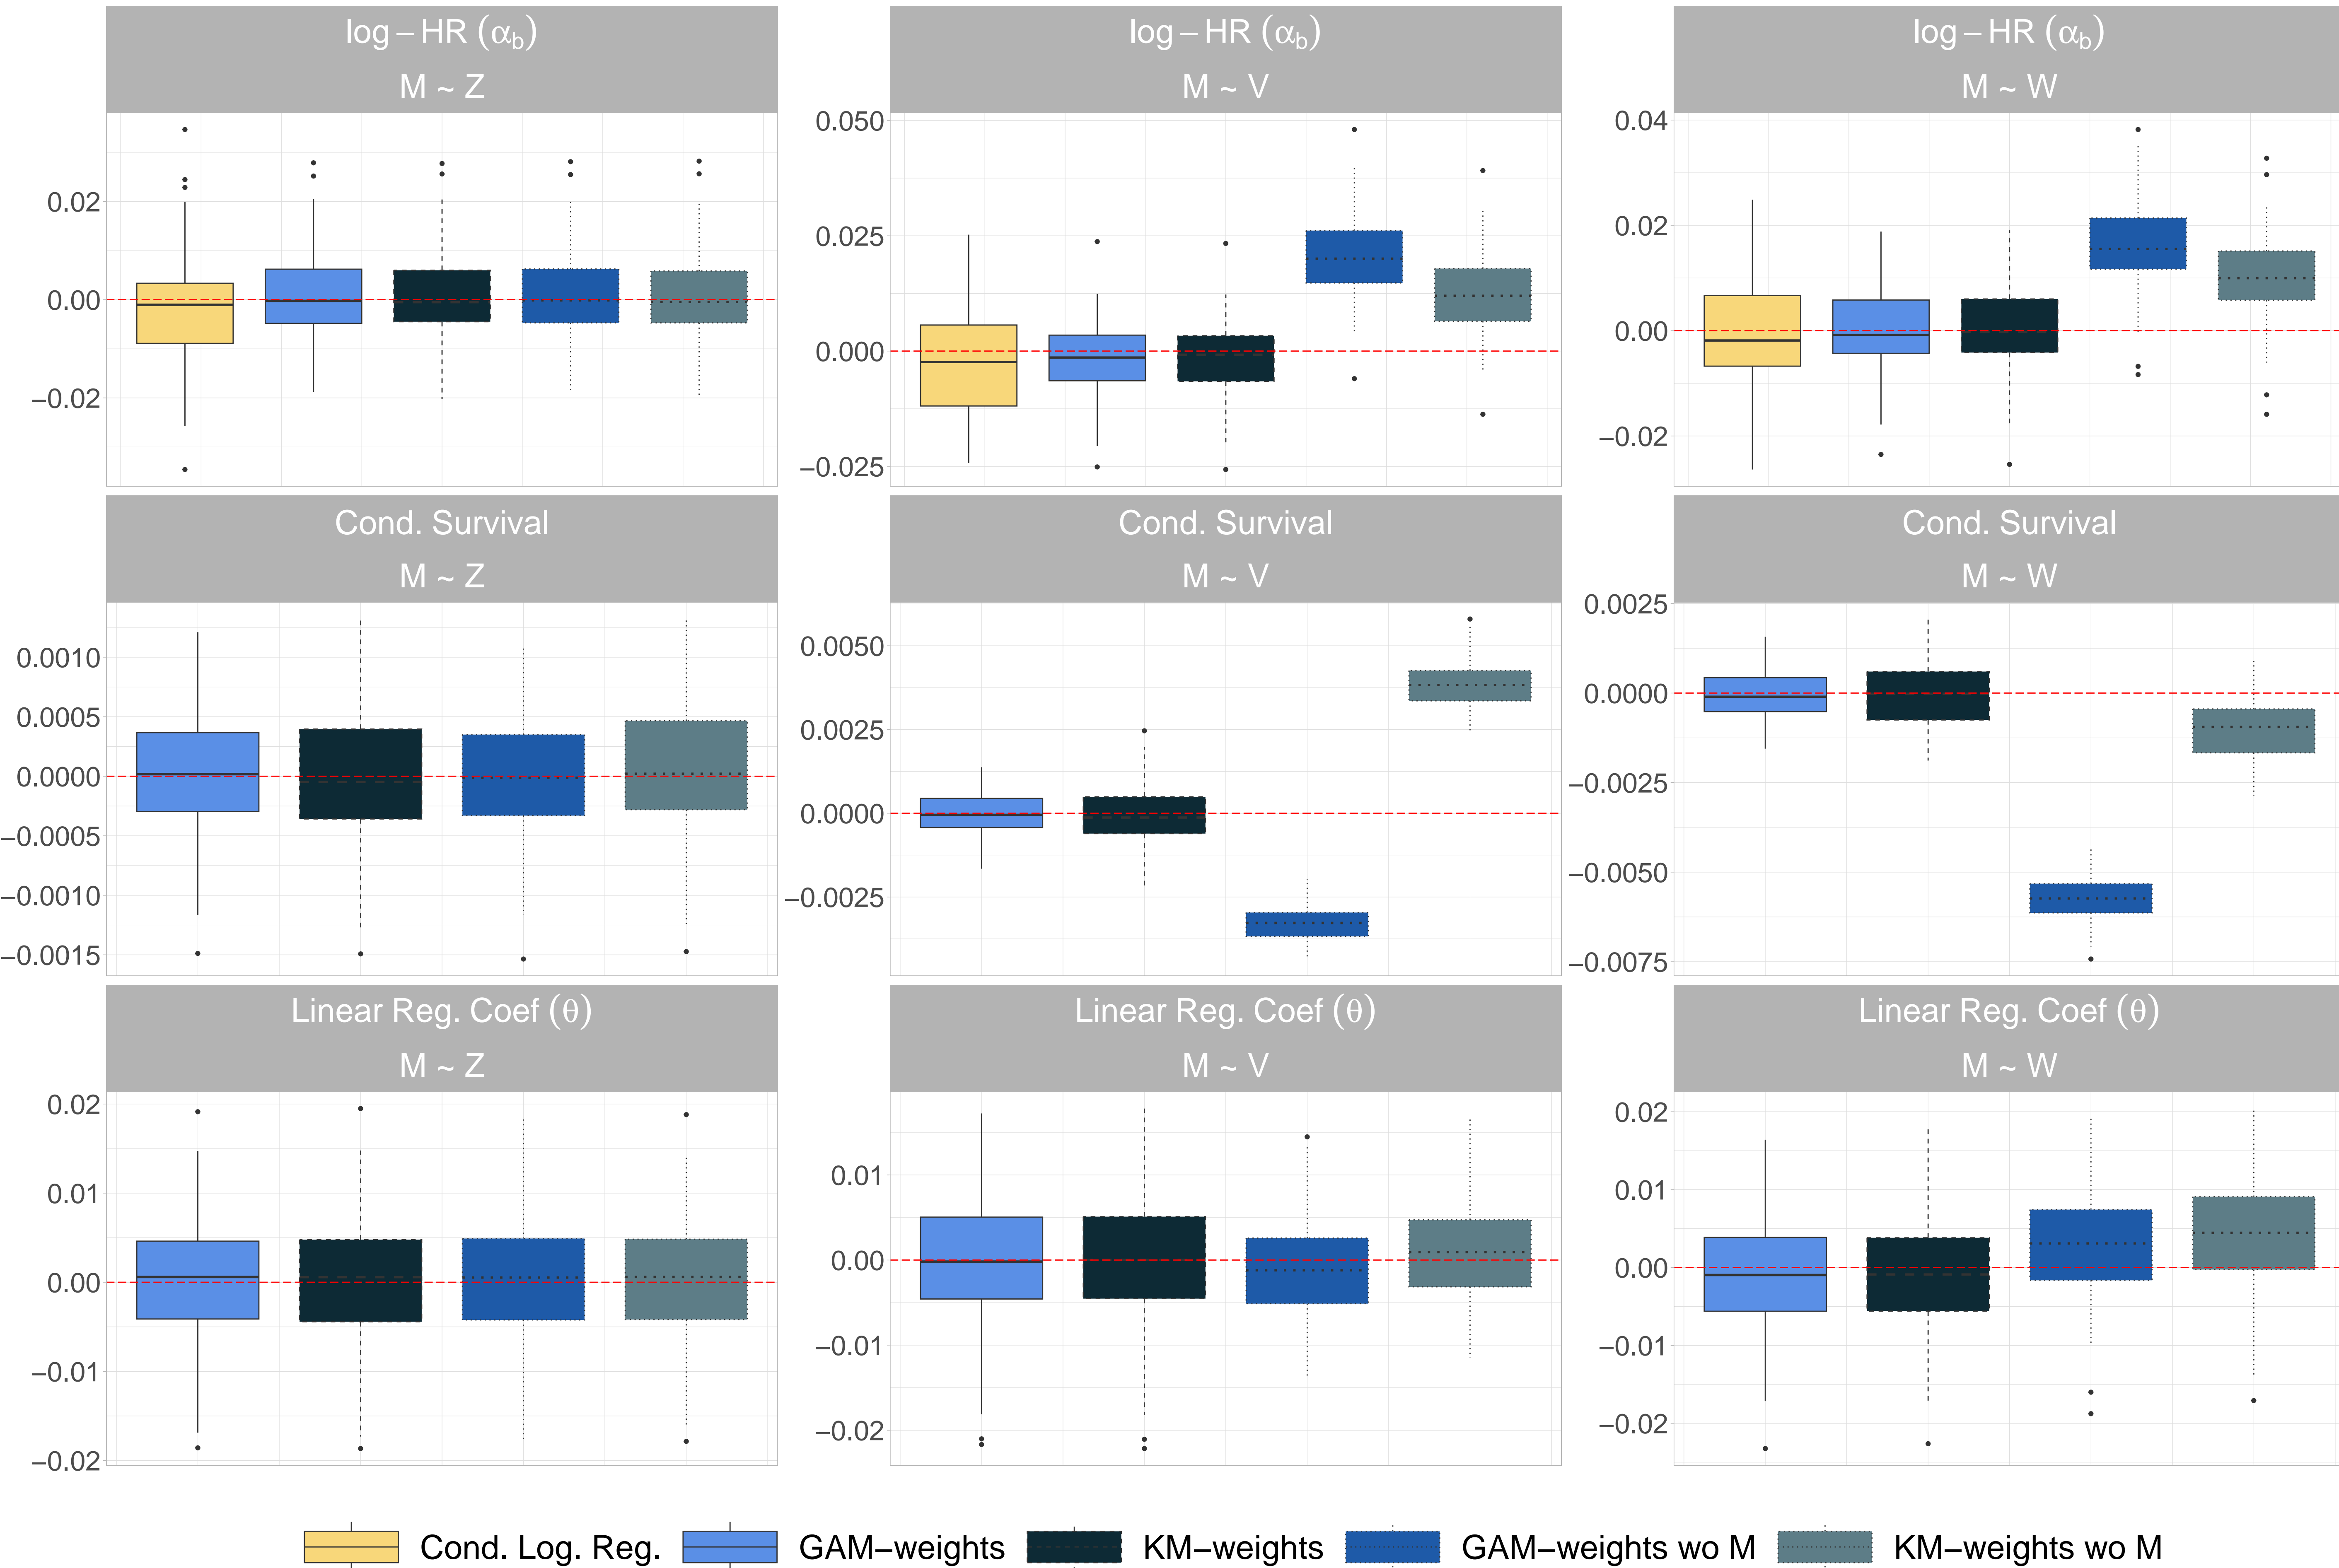 log – HR (αb)
M ~ Z
0.02
0.00
−0.02
log – HR (αb)
M ~ V
0.050
0.025
0.000
−0.025
log – HR (αb)
M ~ W
0.04
0.02
0.00
−0.02
Cond. Survival
M ~ Z
0.0010
0.0005
0.0000
−0.0005
−0.0010
−0.0015
Cond. Survival
M ~ V
0.0050
0.0025
0.0000
−0.0025
Cond. Survival
M ~ W
0.0025
0.0000
−0.0025
−0.0050
−0.0075
Linear Reg. Coef (θ)
M ~ Z
0.02
0.01
0.00
−0.01
−0.02
Linear Reg. Coef (θ)
M ~ V
0.01
0.00
−0.01
−0.02
Linear Reg. Coef (θ)
M ~ W
0.02
0.01
0.00
−0.01
−0.02
Cond. Log. Reg. GAM−weights KM−weights GAM−weights wo M KM−weights wo M